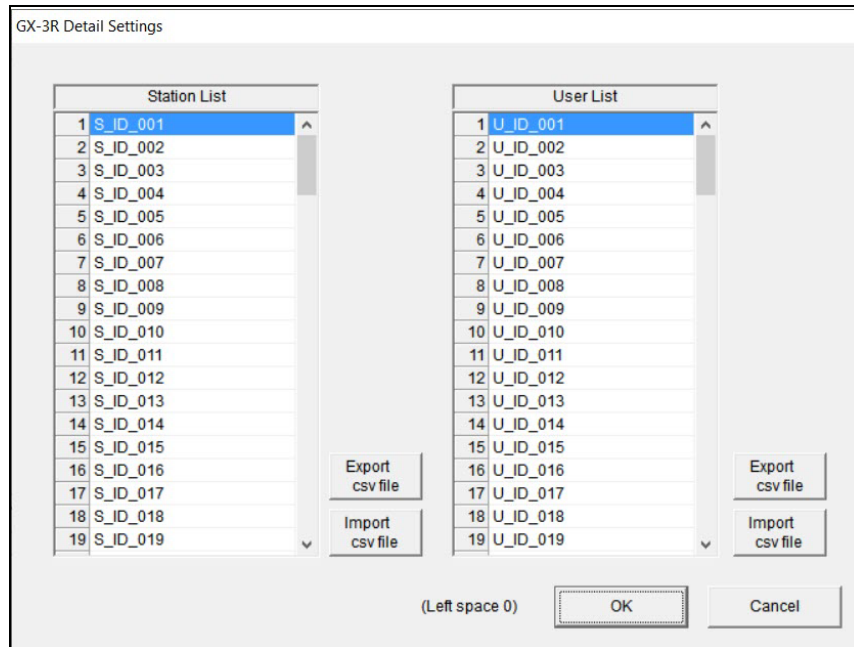 GX-3R Detail Settings
Station List
1 S_ID_001
2 S_ID_002
3 S_ID_003
4 S_ID_004
5 S_ID_005
6 S_ID_006
7 S_ID_007
8 S_ID_008
9 S_ID_009
10 S_ID_010
11 S_ID_011
12 S_ID_012
13 S_ID_013
14 S_ID_014
15 S_ID_015
16 S_ID_016
17 S_ID_017
18 S_ID_018
19 S_ID_019
Export
csv file
Import
csv file
User List
1 U_ID_001
2 U_ID_002
3 U_ID_003
4 U_ID_004
5 U_ID_005
6 U_ID_006
7 U_ID_007
8 U_ID_008
9 U_ID_009
10 U_ID_010
11 U_ID_011
12 U_ID_012
13 U_ID_013
14 U_ID_014
15 U_ID_015
16 U_ID_016
17 U_ID_017
18 U_ID_018
19 U_ID_019
Export
csv file
Import
csv file
(Left space 0)
OK
Cancel